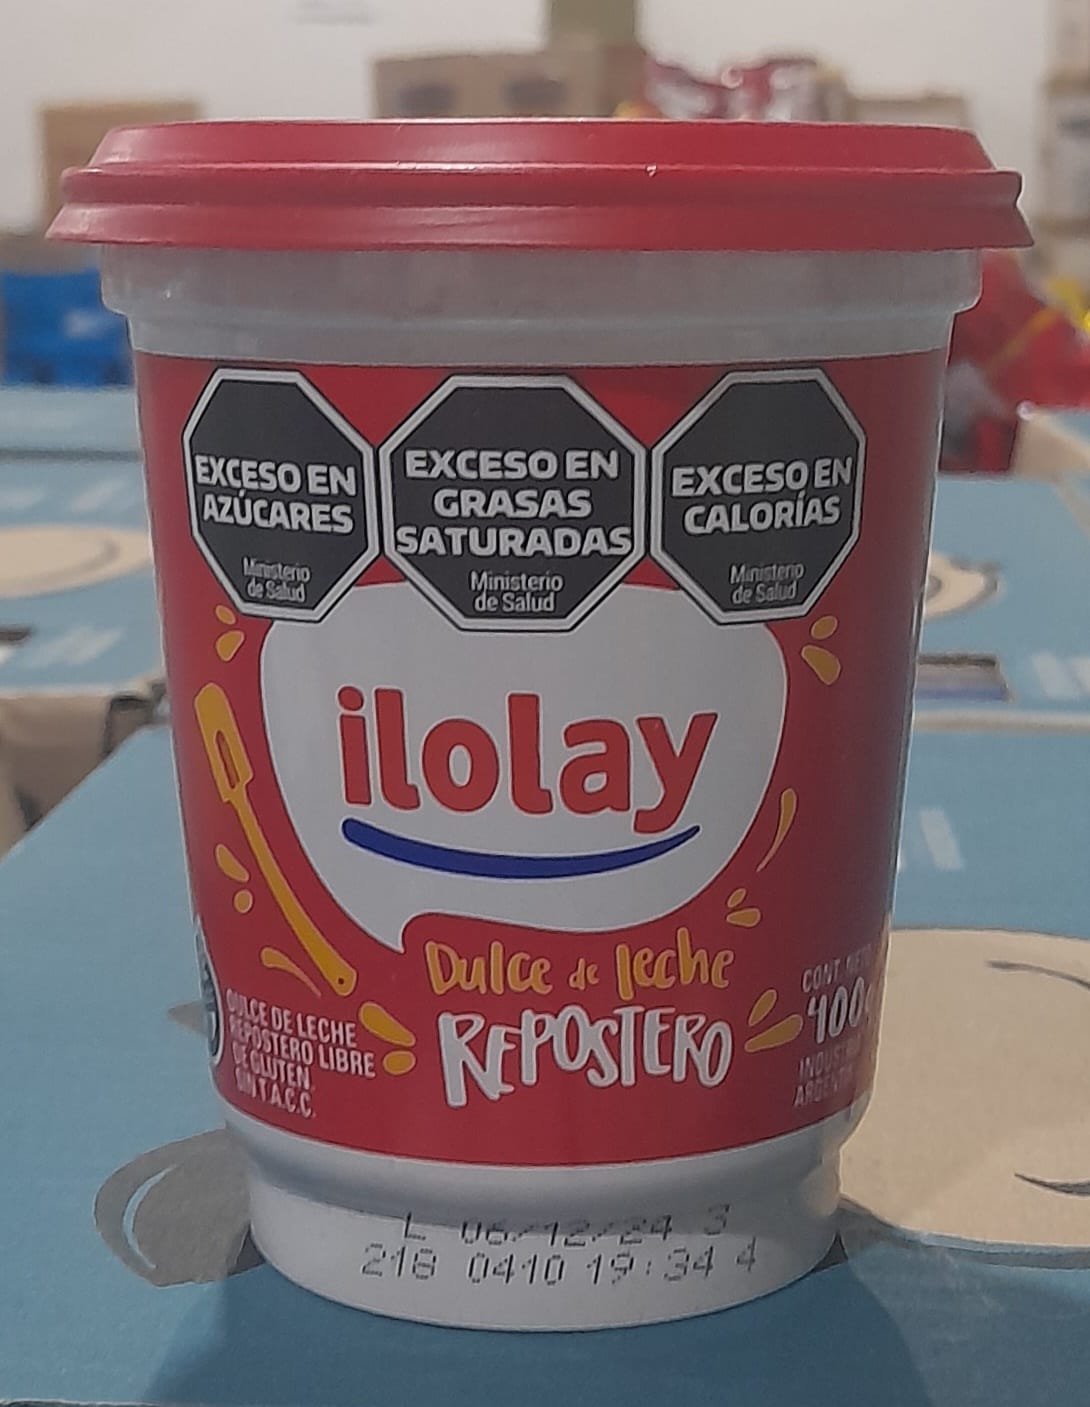 EXCESO EN
AZÚCARES
Ministerio
de Salud
EXCESO EN
GRASAS
SATURADAS
Ministerio
de Salud
EXCESO EN
CALORÍAS
Ministerio
de Salud
ilolay
Dulce de leche
REPOSTERO
DULCE DE LECHE
REPOSTERO LIBRE
DE GLUTEN.
SIN T.A.C.C.
CONT. NETO
400g
L 06/12/24 3
218 0410 19:34 4